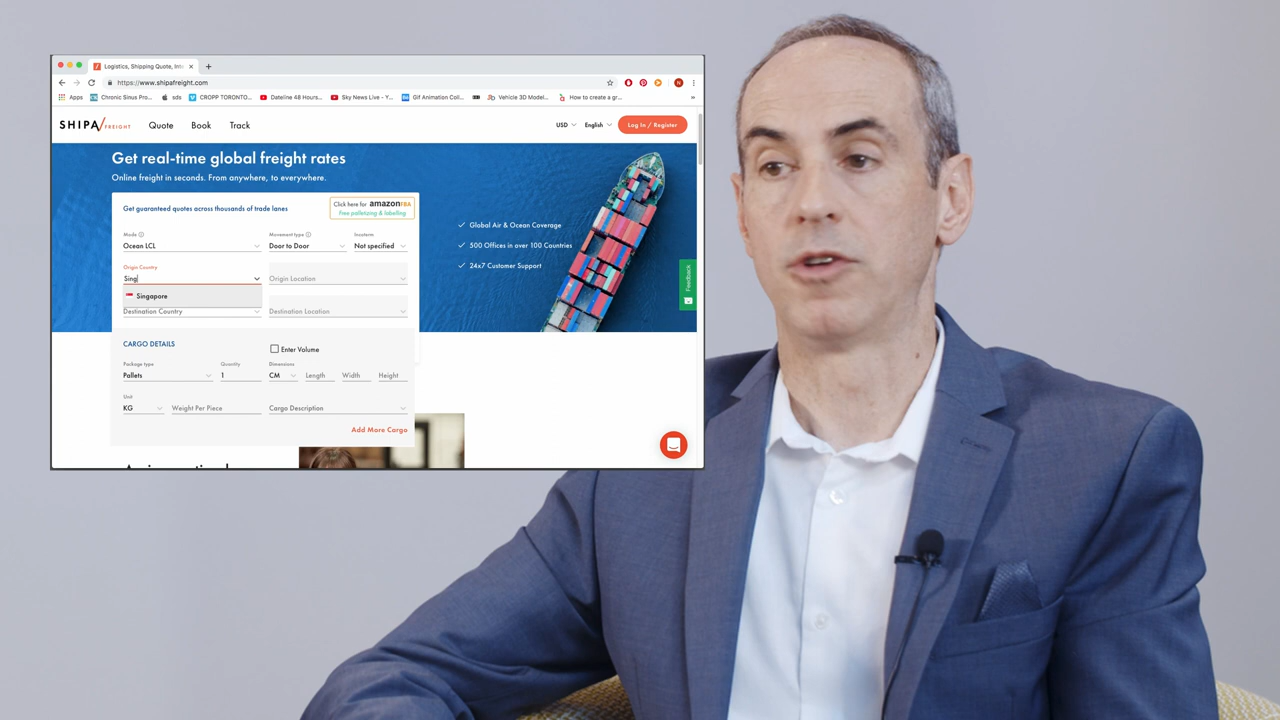 Logistics, Shipping Quote, Inte
https://www.shipafreight.com
Apps
Chronic Sinus Pro...
sds
CROPP TORONTO...
Dateline 48 Hours...
Sky News Live - Y...
Gif Animation Coll...
Vehicle 3D Model...
How to create a gr...
SHIPA/FREIGHT
Quote
Book
Track
USD
English
Log In / Register
Get real-time global freight rates
Online freight in seconds. From anywhere, to everywhere.
Get guaranteed quotes across thousands of trade lanes
Click here for amazonFBA
Free palletizing & labelling
Mode
Movement type
Incoterm
Ocean LCL
Door to Door
Not specified
Origin Country
Sing
Origin Location
Singapore
Destination Country
Destination Location
Global Air & Ocean Coverage
500 Offices in over 100 Countries
24x7 Customer Support
Feedback
CARGO DETAILS
Enter Volume
Package type
Quantity
Dimensions
Pallets
1
CM
Length
Width
Height
Unit
KG
Weight Per Piece
Cargo Description
Add More Cargo